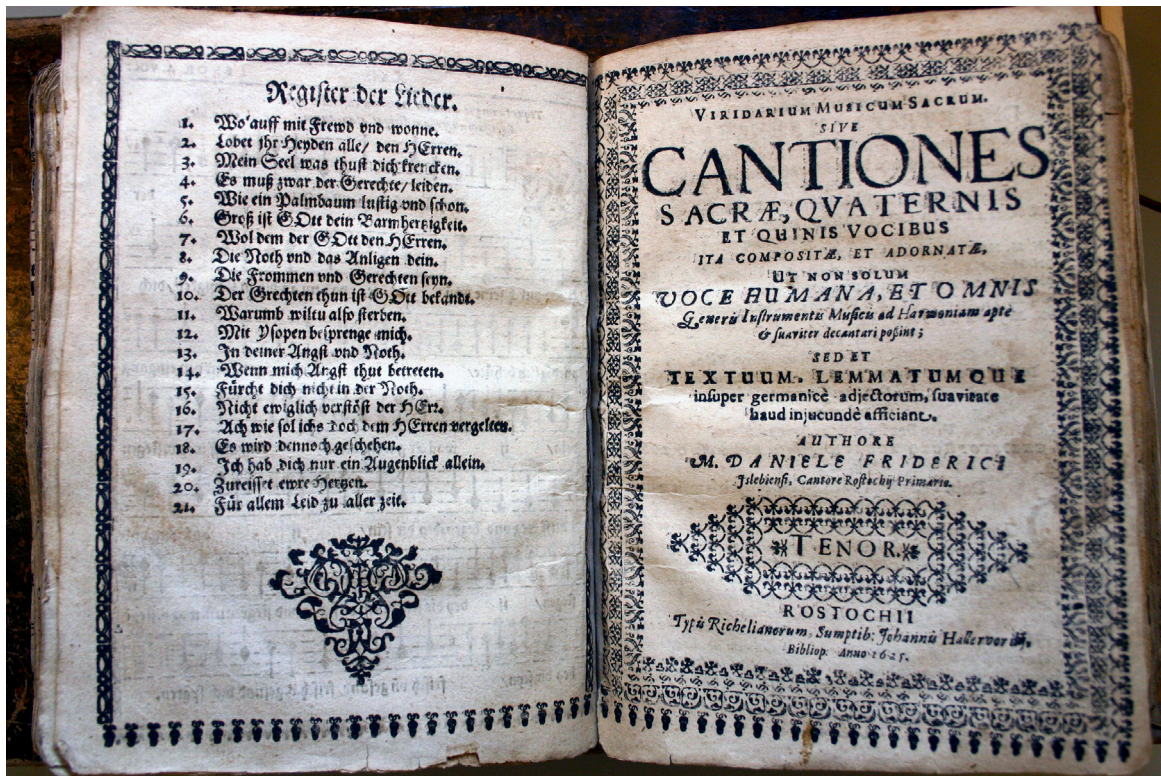 Register der Lieder.
1. Wo'auff mit Frewd vnd wonne.
2. Lobet jhr Heyden alle/ den HErren.
3. Mein Seel was thust dich krencken.
4. Es muß zwar der Gerechte/ leiden.
5. Wie ein Palmbaum lustig vnd schon.
6. Groß ist GOtt dein Barmhertzigkeit.
7. Wol dem der GOtt den HErren.
8. Die Noth vnd das Anligen dein.
9. Die Frommen vnd Gerechten seyn.
10. Der Grechten thun ist GOtt bekandt.
11. Warumb wiltu also sterben.
12. Mit Ysopen besprenge mich.
13. In deiner Angst vnd Noth.
14. Wenn mich Angst thut betreten.
15. Fürcht dich nicht in der Noth.
16. Nicht ewiglich verstöst der HErr.
17. Ach wie sol ichs doch dem HErren vergelten.
18. Es wird dennoch geschehen.
19. Ich hab dich nur ein Augenblick allein.
20. Zureisset ewre Hertzen.
21. Für allem Leid zu aller zeit.
VIRIDARIUM MUSICUM SACRUM.
SIVE
CANTIONES
SACRÆ, QVATERNIS
ET QUINIS VOCIBUS
ITA COMPOSITÆ, ET ADORNATÆ,
UT NON SOLUM
VOCE HUMANA, ET OMNIS
Generis Instrumentis Musicis ad Harmoniam aptè
& suaviter decantari poßint;
SED ET
TEXTUUM, LEMMATUMQUE
insuper germanicè adjectorum, suavitate
haud injucundè afficiant.
AUTHORE
M. DANIELE FRIDERICI
Islebiensi, Cantore Rostochij Primario.
TENOR
ROSTOCHII
Typis Richelianorum, Sumptib: Johannis Hallervordij,
Bibliop. Anno 1625.